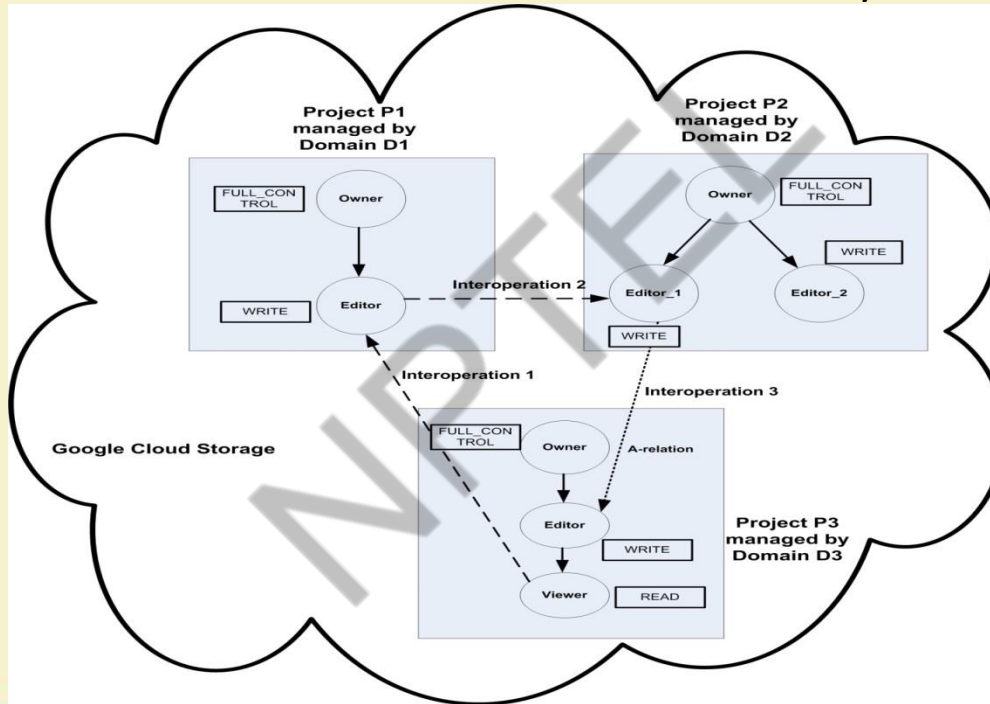 Project P1
managed by
Domain D1
FULL_CON
TROL
Owner
WRITE
Editor
Project P2
managed by
Domain D2
Owner
FULL_CON
TROL
WRITE
Editor_1
Editor_2
WRITE
Interoperation 2
Interoperation 1
Interoperation 3
Google Cloud Storage
FULL_CON
TROL
Owner
A-relation
Editor
WRITE
Viewer
READ
Project P3
managed by
Domain D3
NPTEL